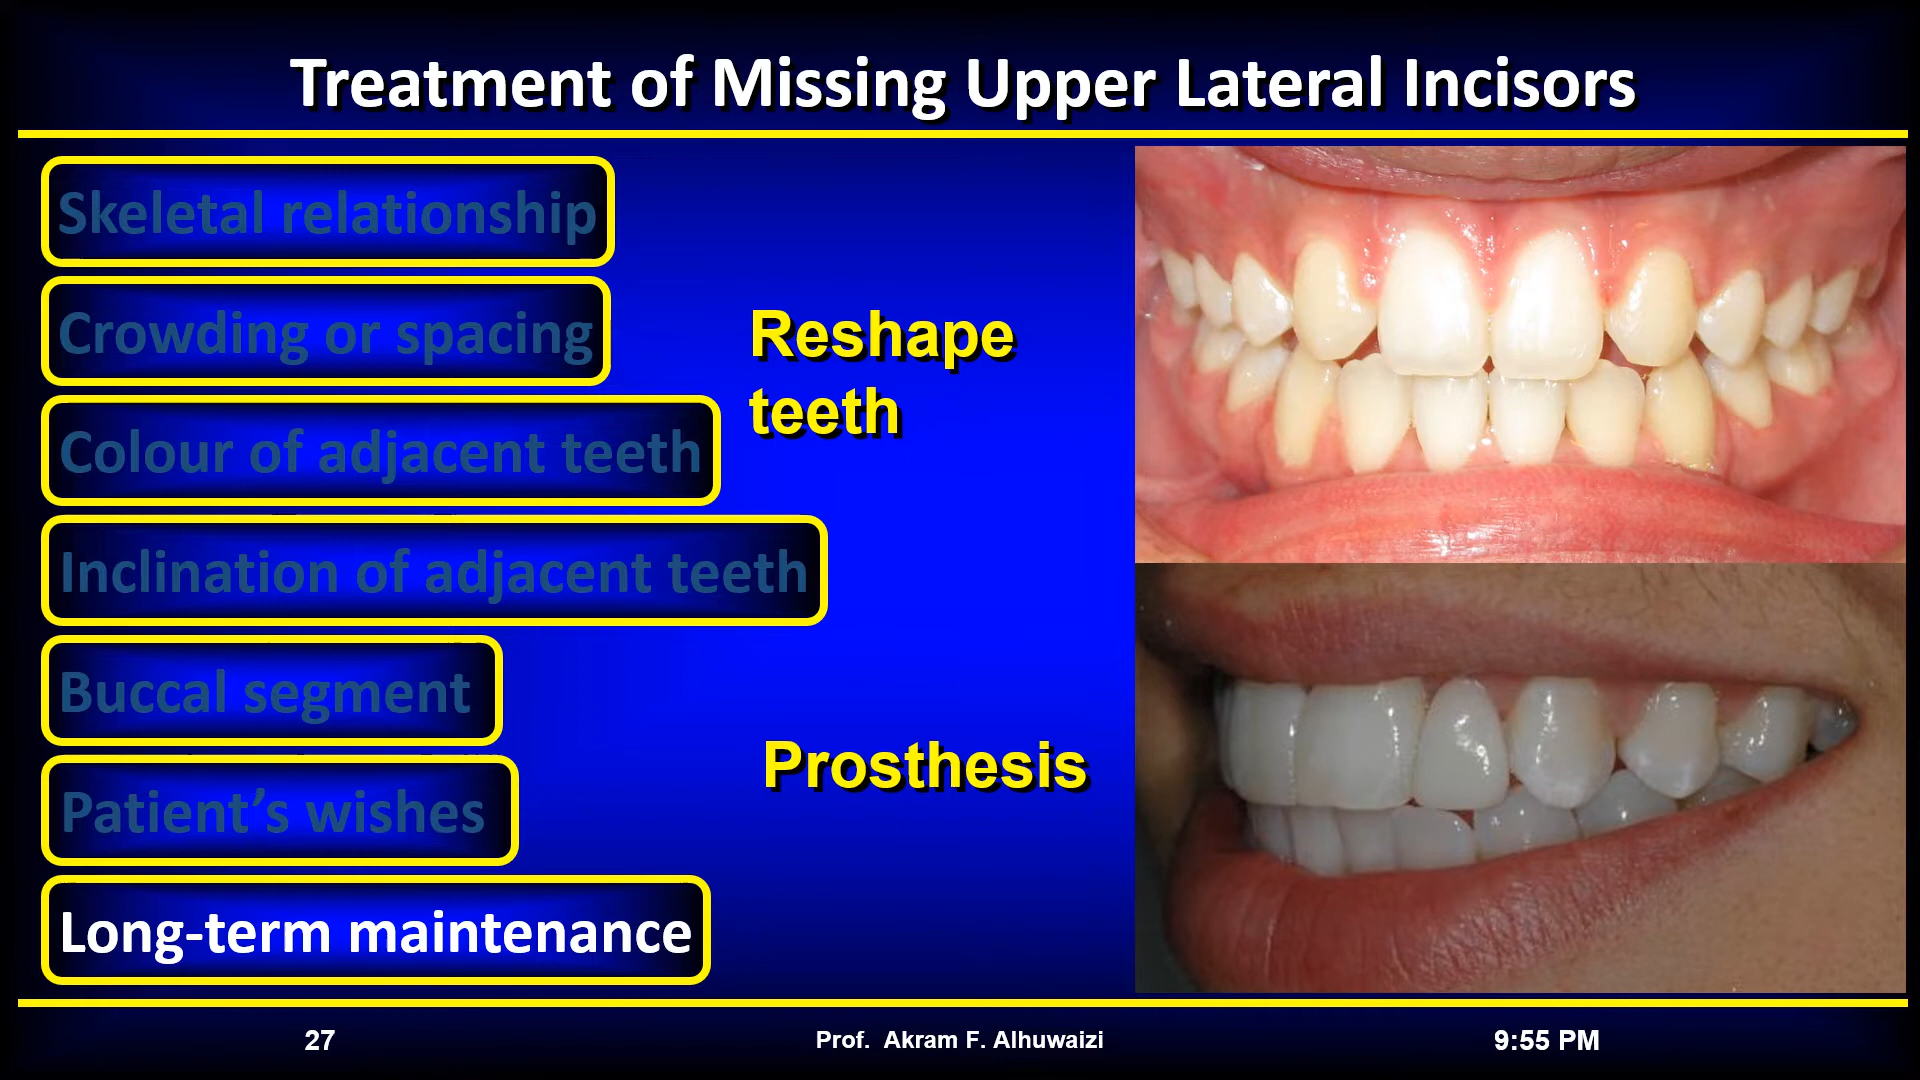 Treatment of Missing Upper Lateral Incisors
Skeletal relationship
Crowding or spacing
Colour of adjacent teeth
Inclination of adjacent teeth
Buccal segment
Patient’s wishes
Long-term maintenance
Reshape
teeth
Prosthesis
27
Prof.  Akram F. Alhuwaizi
9:55 PM